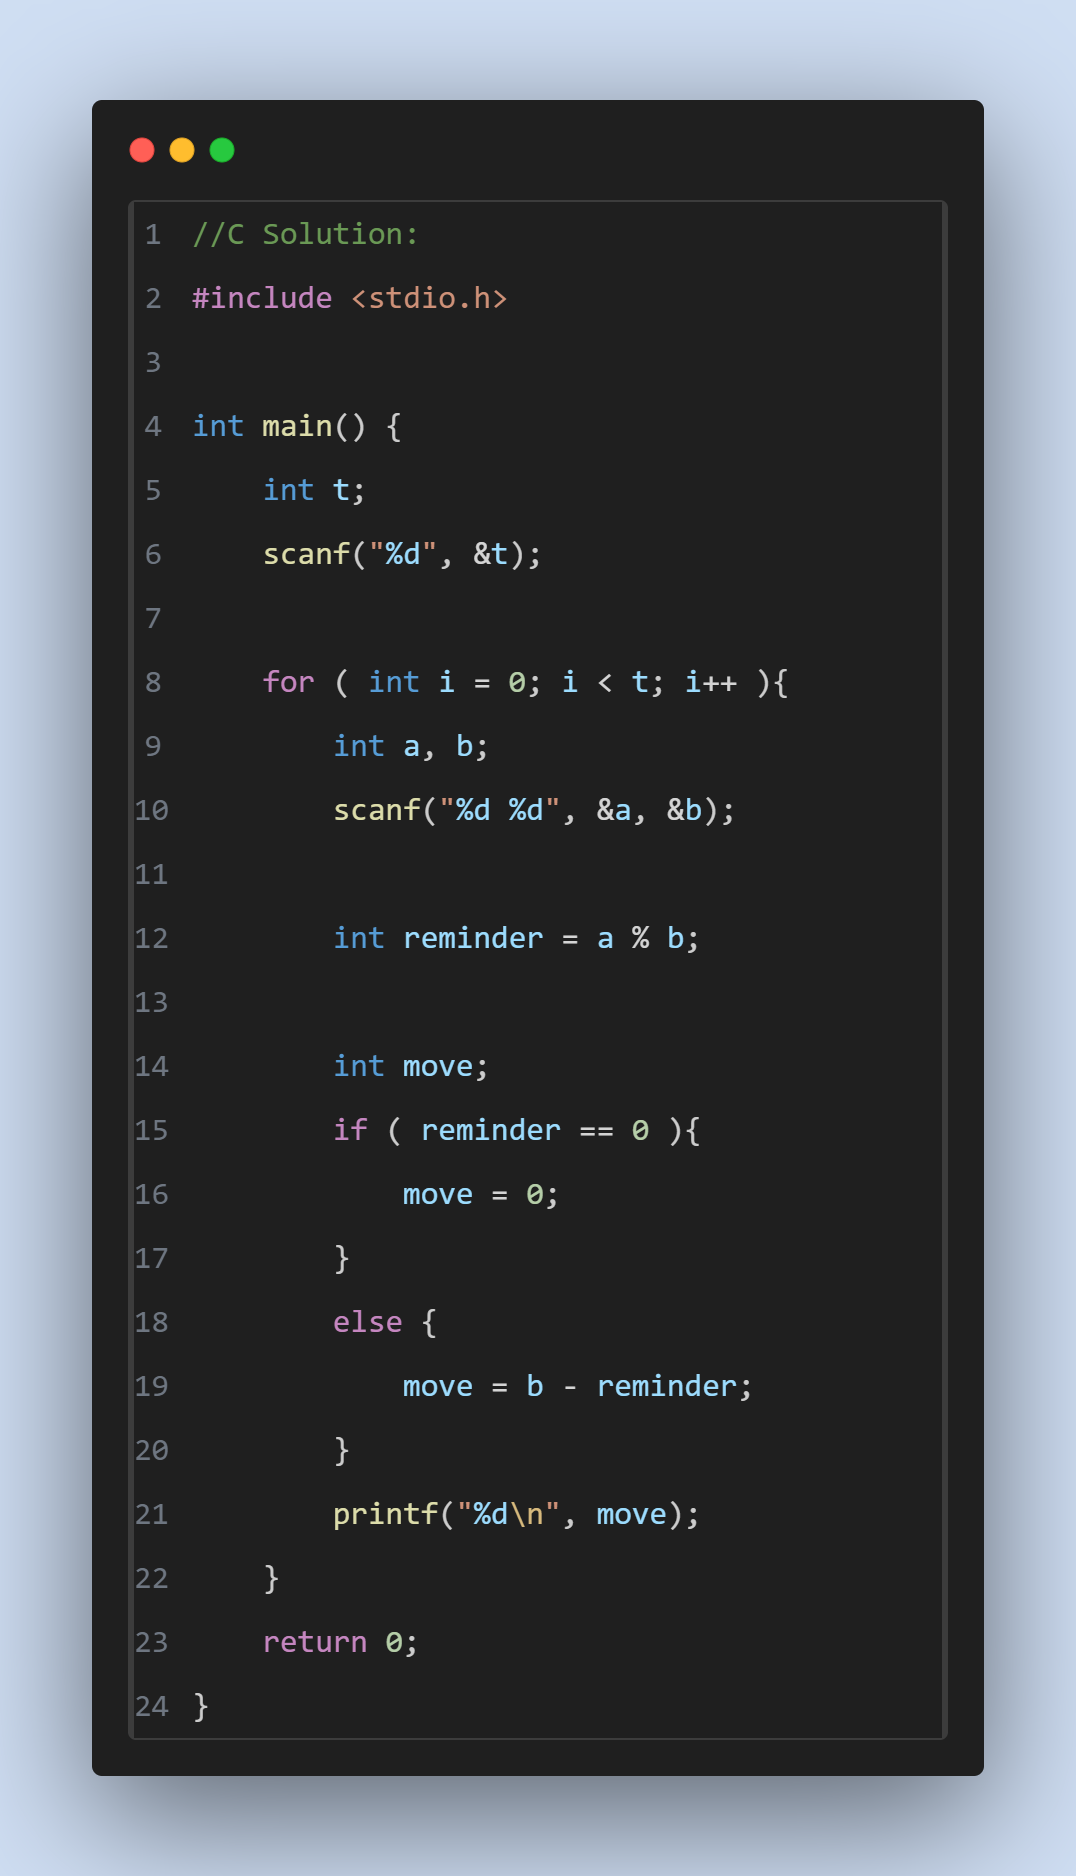 1 //C Solution:
2 #include <stdio.h>
3
4 int main() {
5     int t;
6     scanf("%d", &t);
7
8     for ( int i = 0; i < t; i++ ){
9         int a, b;
10         scanf("%d %d", &a, &b);
11
12         int reminder = a % b;
13
14         int move;
15         if ( reminder == 0 ){
16             move = 0;
17         }
18         else {
19             move = b - reminder;
20         }
21         printf("%d\n", move);
22     }
23     return 0;
24 }